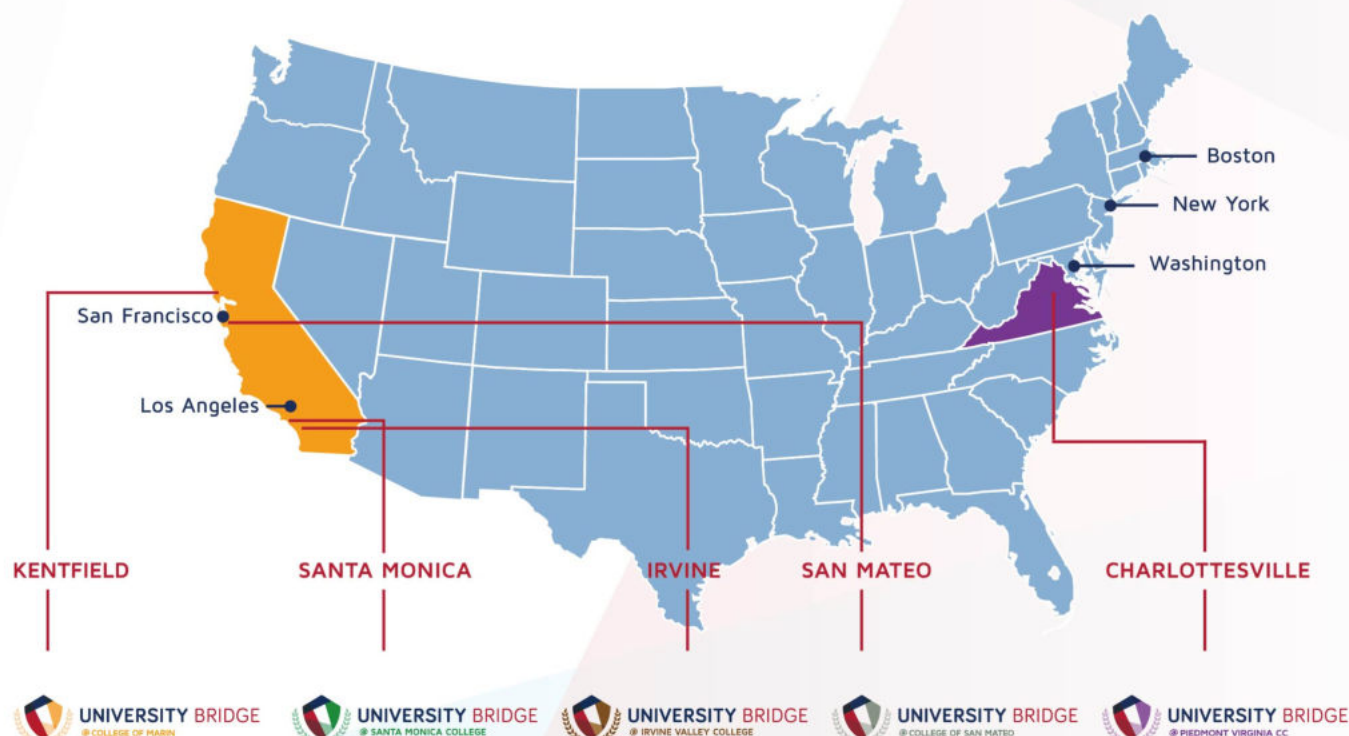 Boston
New York
Washington
San Francisco
Los Angeles
KENTFIELD
SANTA MONICA
IRVINE
SAN MATEO
CHARLOTTESVILLE
UNIVERSITY BRIDGE
@ COLLEGE OF MARIN
UNIVERSITY BRIDGE
@ SANTA MONICA COLLEGE
UNIVERSITY BRIDGE
@ IRVINE VALLEY COLLEGE
UNIVERSITY BRIDGE
@ COLLEGE OF SAN MATEO
UNIVERSITY BRIDGE
@ PIEDMONT VIRGINIA CC